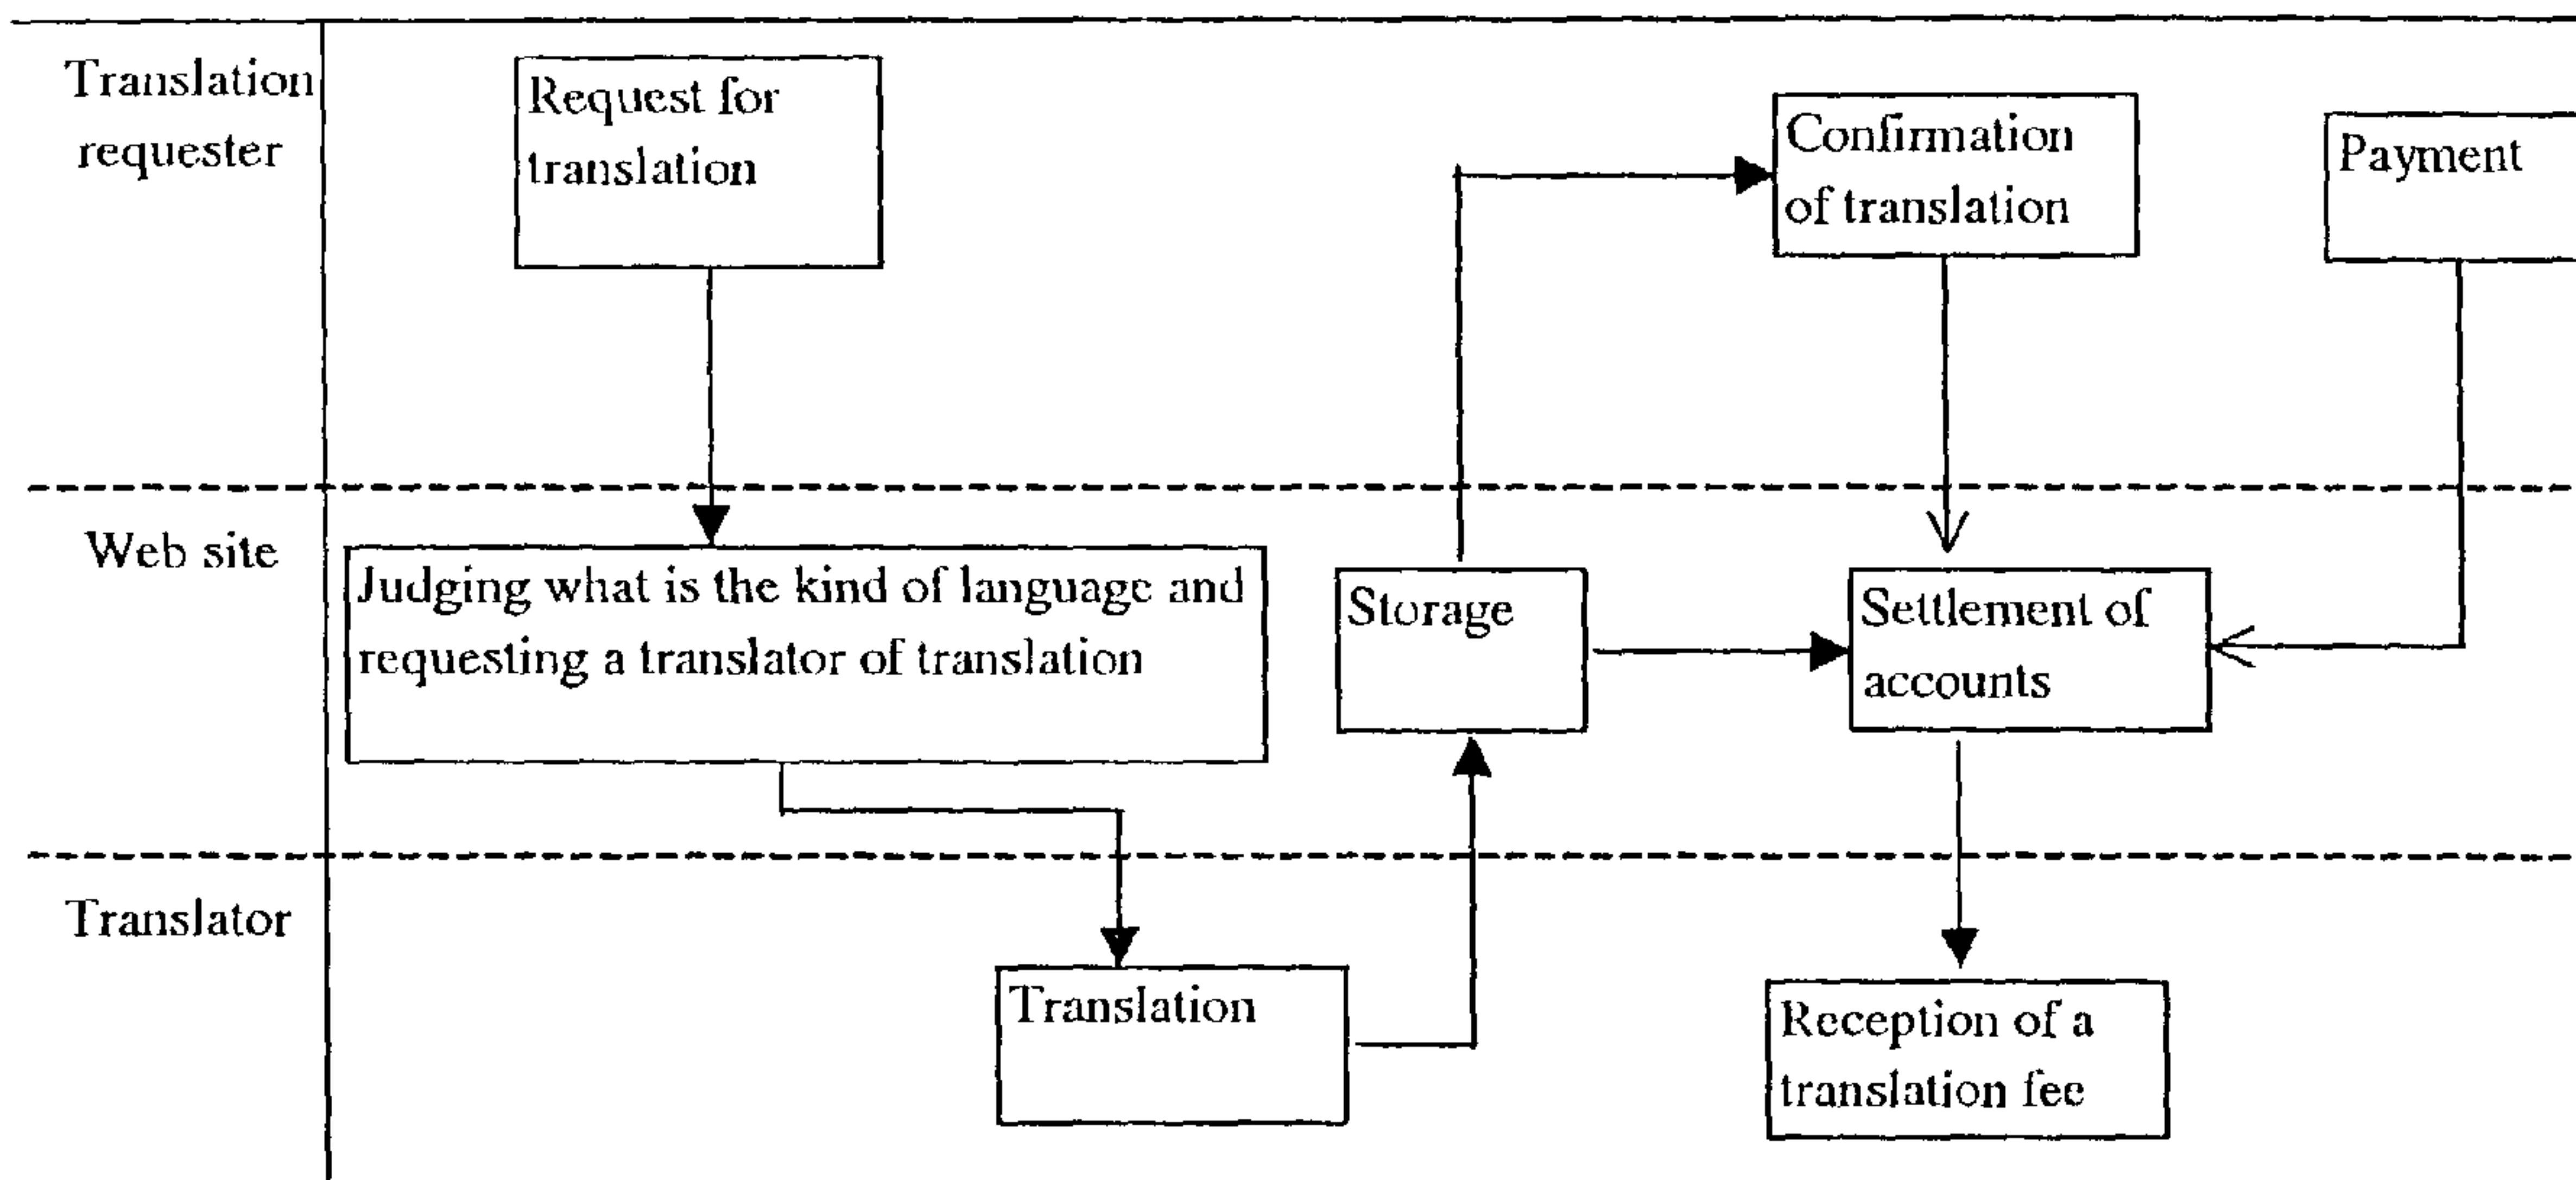 Translation
requester
Request for
translation
Confirmation
of translation
Payment
Web site
Judging what is the kind of language and
requesting a translator of translation
Storage
Settlement of
accounts
Translator
Translation
Reception of a
translation fee